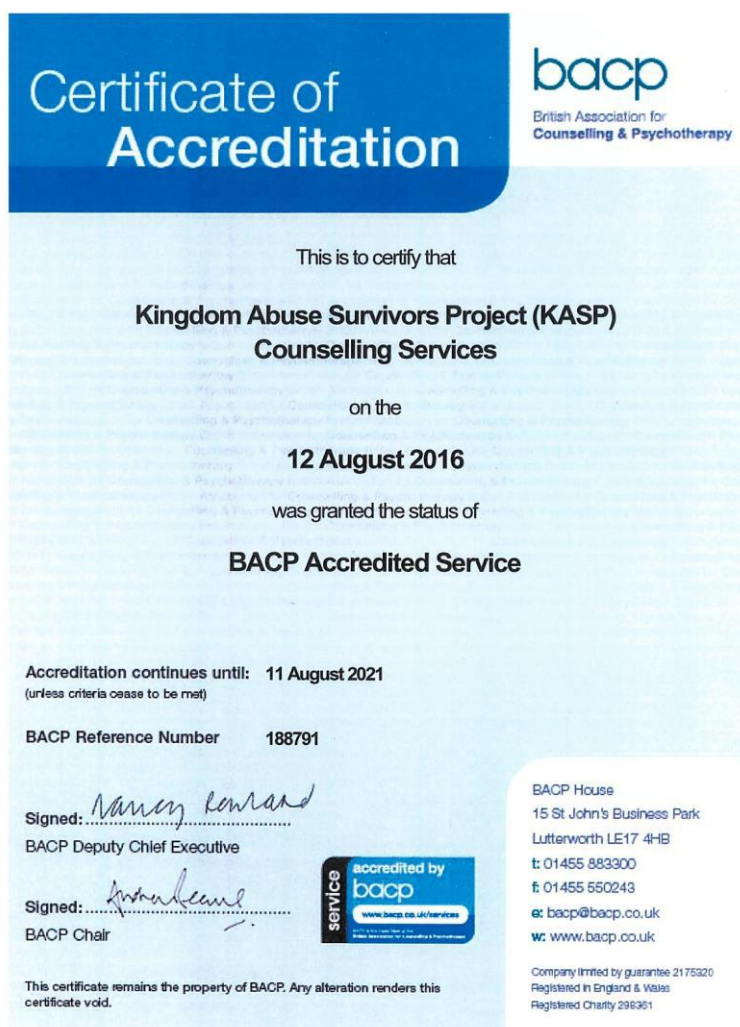 Certificate of
Accreditation
bacp
British Association for
Counselling & Psychotherapy
This is to certify that
Kingdom Abuse Survivors Project (KASP)
Counselling Services
on the
12 August 2016
was granted the status of
BACP Accredited Service
Accreditation continues until: 11 August 2021
(unless criteria cease to be met)
BACP Reference Number 188791
Signed:
BACP Deputy Chief Executive
Signed:
BACP Chair
service
accredited by
bacp
www.bacp.co.uk/services
This certificate remains the property of BACP. Any alteration renders this
certificate void.
BACP House
15 St John's Business Park
Lutterworth LE17 4HB
t: 01455 883300
f: 01455 550243
e: bacp@bacp.co.uk
w: www.bacp.co.uk
Company limited by guarantee 2175320
Registered in England & Wales
Registered Charity 298361